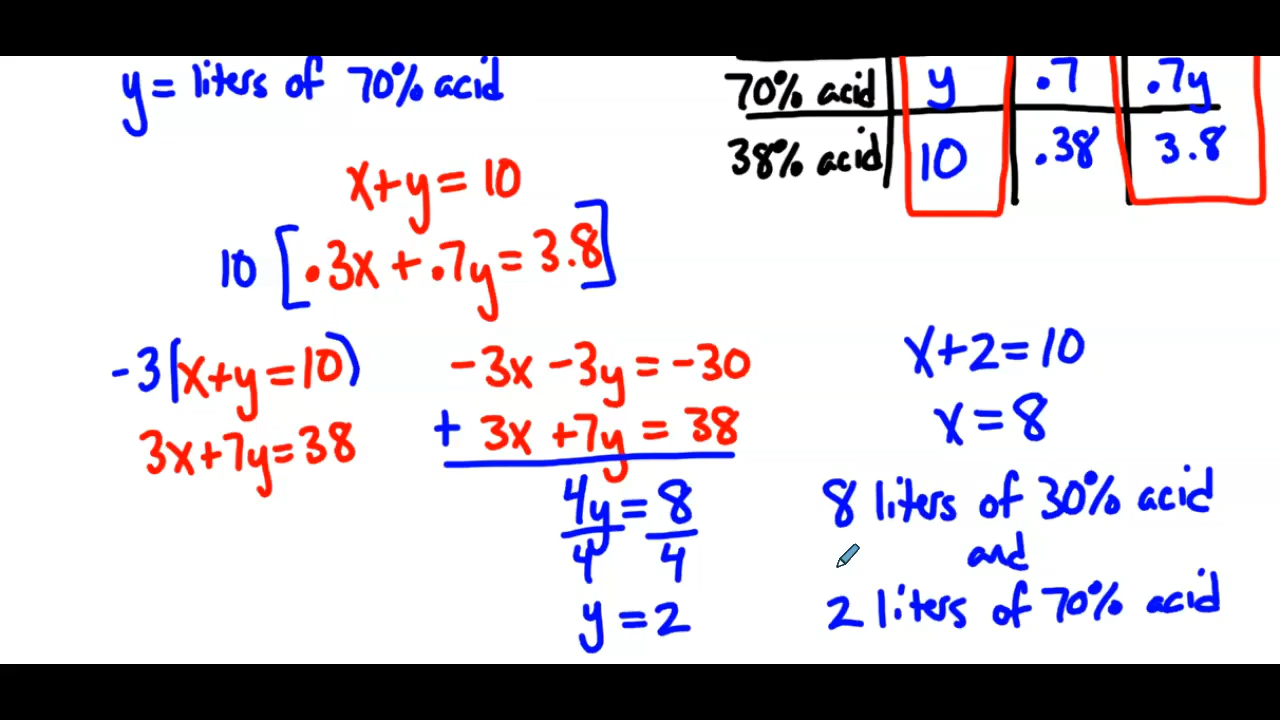 y = liters of 70% acid
70% acid y .7 .7y
38% acid 10 .38 3.8
x+y = 10
10 [.3x + .7y = 3.8]
-3(x+y=10)
3x+7y=38
-3x -3y = -30
+ 3x +7y = 38
4y = 8
4 4
y = 2
x+2=10
x = 8
8 liters of 30% acid
and
2 liters of 70% acid